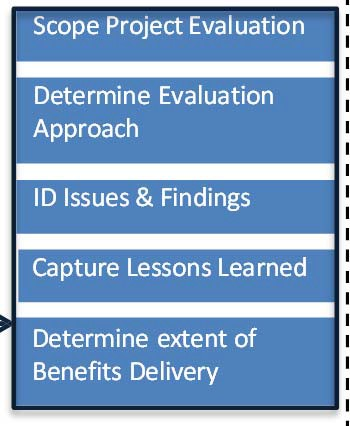 Scope Project Evaluation
Determine Evaluation
Approach
ID Issues & Findings
Capture Lessons Learned
Determine extent of
Benefits Delivery